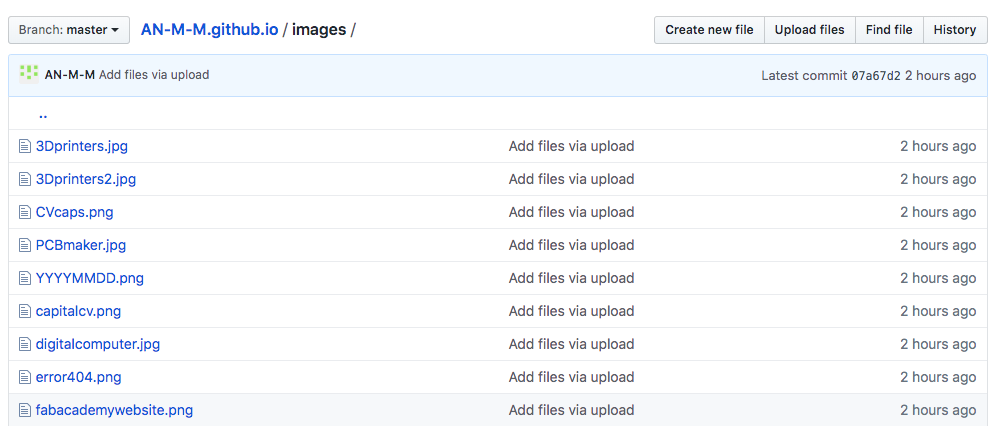 Branch: master AN-M-M.github.io / images / Create new file Upload files Find file History
AN-M-M Add files via upload Latest commit 07a67d2 2 hours ago
..
3Dprinters.jpg Add files via upload 2 hours ago
3Dprinters2.jpg Add files via upload 2 hours ago
CVcaps.png Add files via upload 2 hours ago
PCBmaker.jpg Add files via upload 2 hours ago
YYYYMMDD.png Add files via upload 2 hours ago
capitalcv.png Add files via upload 2 hours ago
digitalcomputer.jpg Add files via upload 2 hours ago
error404.png Add files via upload 2 hours ago
fabacademywebsite.png Add files via upload 2 hours ago